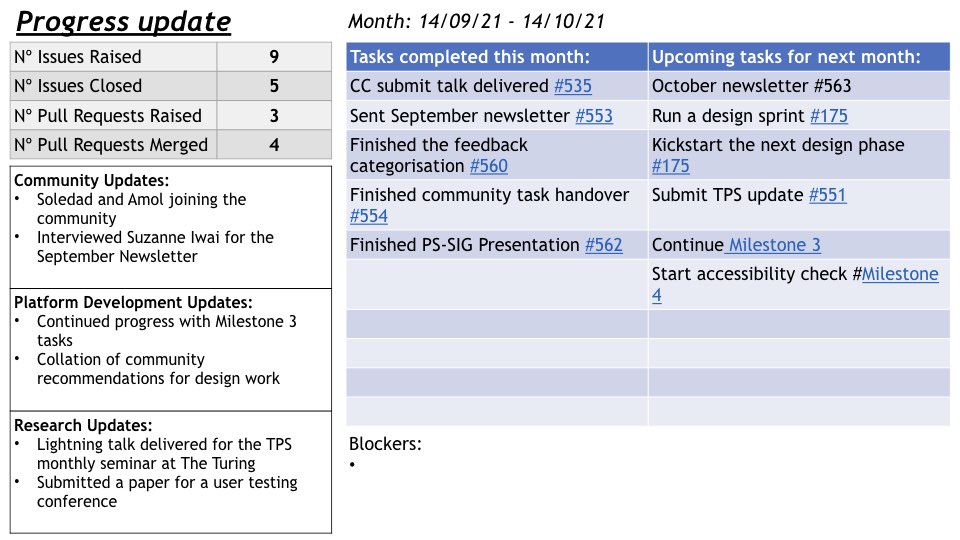 Progress update
Month: 14/09/21 - 14/10/21
Nº Issues Raised 9
Nº Issues Closed 5
Nº Pull Requests Raised 3
Nº Pull Requests Merged 4
Community Updates:
• Soledad and Amol joining the
community
• Interviewed Suzanne Iwai for the
September Newsletter
Platform Development Updates:
• Continued progress with Milestone 3
tasks
• Collation of community
recommendations for design work
Research Updates:
• Lightning talk delivered for the TPS
monthly seminar at The Turing
• Submitted a paper for a user testing
conference
Tasks completed this month:
CC submit talk delivered #535
Sent September newsletter #553
Finished the feedback
categorisation #560
Finished community task handover
#554
Finished PS-SIG Presentation #562
Upcoming tasks for next month:
October newsletter #563
Run a design sprint #175
Kickstart the next design phase
#175
Submit TPS update #551
Continue Milestone 3
Start accessibility check #Milestone
4
Blockers:
•